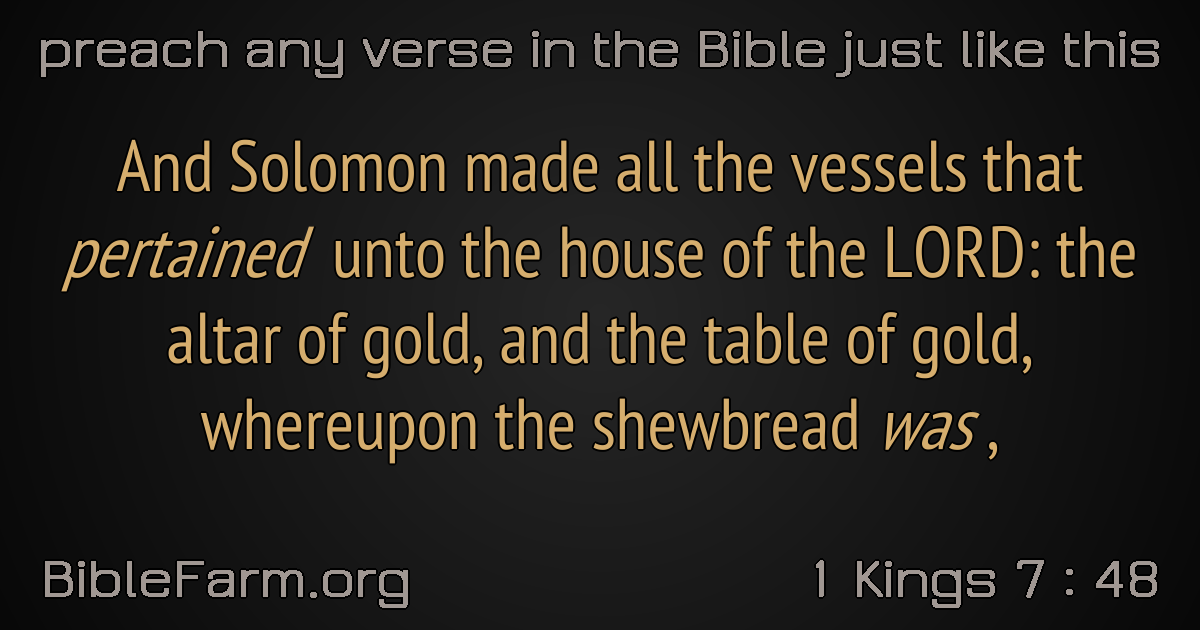 preach any verse in the Bible just like this
And Solomon made all the vessels that
pertained unto the house of the LORD: the
altar of gold, and the table of gold,
whereupon the shewbread was ,
BibleFarm.org
1 Kings 7 : 48